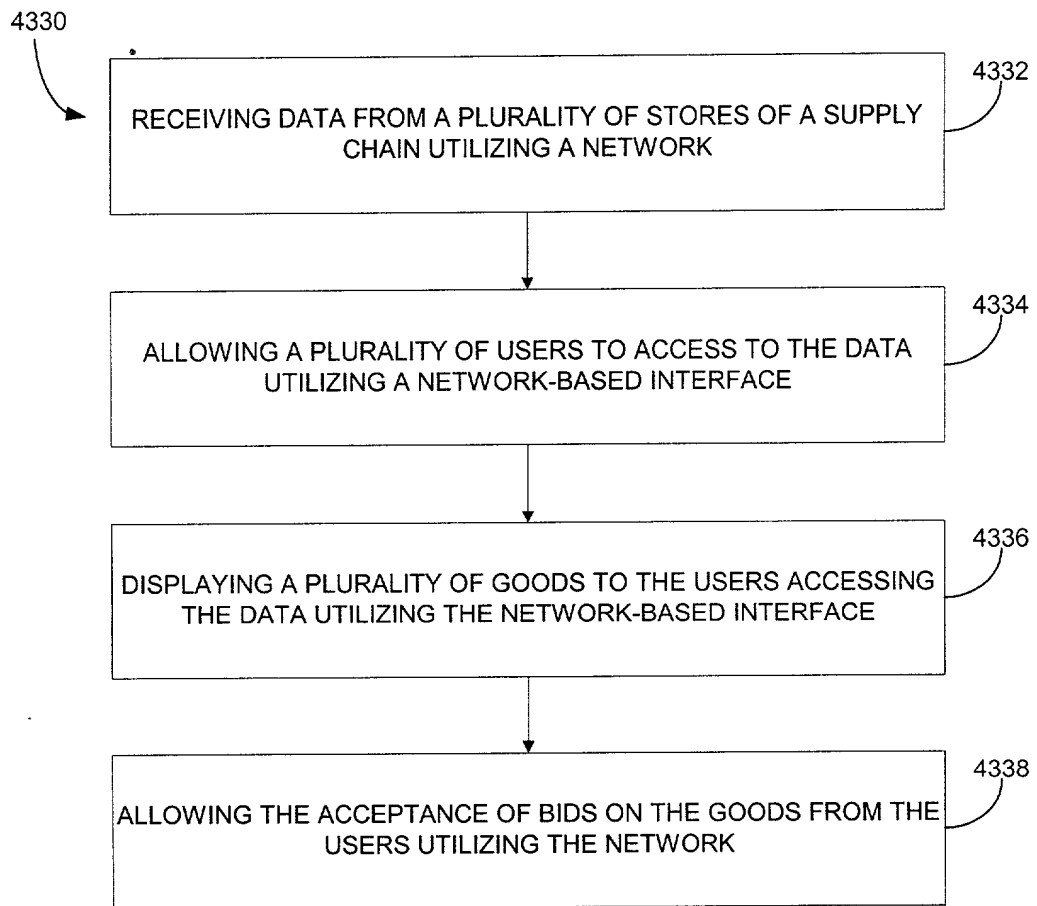 4330
4332
RECEIVING DATA FROM A PLURALITY OF STORES OF A SUPPLY
CHAIN UTILIZING A NETWORK
4334
ALLOWING A PLURALITY OF USERS TO ACCESS TO THE DATA
UTILIZING A NETWORK-BASED INTERFACE
4336
DISPLAYING A PLURALITY OF GOODS TO THE USERS ACCESSING
THE DATA UTILIZING THE NETWORK-BASED INTERFACE
4338
ALLOWING THE ACCEPTANCE OF BIDS ON THE GOODS FROM THE
USERS UTILIZING THE NETWORK